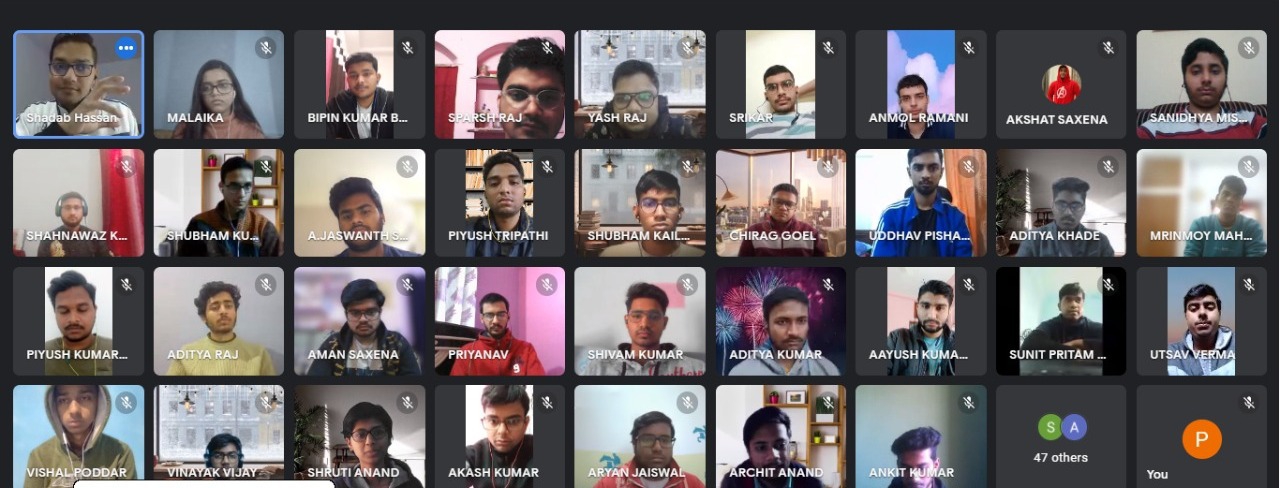 Shadab Hassan
MALAIKA
BIPIN KUMAR B...
SPARSH RAJ
YASH RAJ
SRIKAR
ANMOL RAMANI
AKSHAT SAXENA
SANIDHYA MIS...
SHAHNAWAZ K...
SHUBHAM KU...
A.JASWANTH S...
PIYUSH TRIPATHI
SHUBHAM KAIL...
CHIRAG GOEL
UDDHAV PISHA...
ADITYA KHADE
MRINMOY MAH...
PIYUSH KUMAR...
ADITYA RAJ
AMAN SAXENA
PRIYANAV
SHIVAM KUMAR
ADITYA KUMAR
AAYUSH KUMA...
SUNIT PRITAM ...
UTSAV VERMA
VISHAL PODDAR
VINAYAK VIJAY
SHRUTI ANAND
AKASH KUMAR
ARYAN JAISWAL
ARCHIT ANAND
ANKIT KUMAR
S A
47 others
P
You